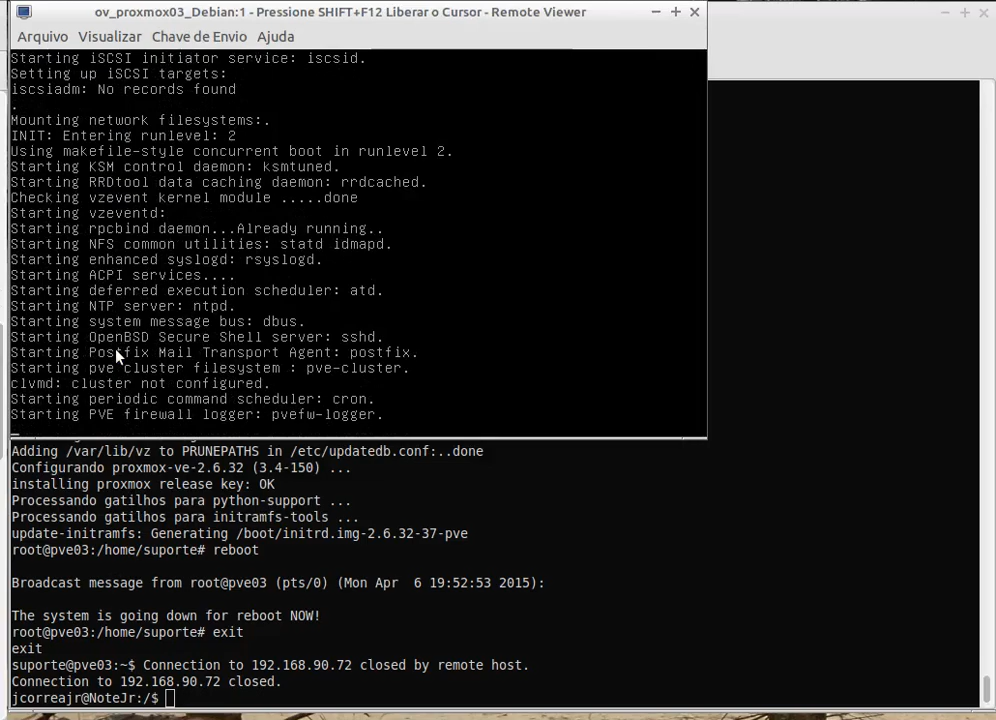 ov_proxmox03_Debian:1 - Pressione SHIFT+F12 Liberar o Cursor - Remote Viewer
Arquivo Visualizar Chave de Envio Ajuda
Starting iSCSI initiator service: iscsid.
Setting up iSCSI targets:
iscsiadm: No records found
.
Mounting network filesystems:.
INIT: Entering runlevel: 2
Using makefile-style concurrent boot in runlevel 2.
Starting KSM control daemon: ksmtuned.
Starting RRDtool data caching daemon: rrdcached.
Checking vzevent kernel module .....done
Starting vzeventd:
Starting rpcbind daemon...Already running..
Starting NFS common utilities: statd idmapd.
Starting enhanced syslogd: rsyslogd.
Starting ACPI services....
Starting deferred execution scheduler: atd.
Starting NTP server: ntpd.
Starting system message bus: dbus.
Starting OpenBSD Secure Shell server: sshd.
Starting Postfix Mail Transport Agent: postfix.
Starting pve cluster filesystem : pve-cluster.
clvmd: cluster not configured.
Starting periodic command scheduler: cron.
Starting PVE firewall logger: pvefw-logger.
Adding /var/lib/vz to PRUNEPATHS in /etc/updatedb.conf:..done
Configurando proxmox-ve-2.6.32 (3.4-150) ...
installing proxmox release key: OK
Processando gatilhos para python-support ...
Processando gatilhos para initramfs-tools ...
update-initramfs: Generating /boot/initrd.img-2.6.32-37-pve
root@pve03:/home/suporte# reboot
Broadcast message from root@pve03 (pts/0) (Mon Apr  6 19:52:53 2015):
The system is going down for reboot NOW!
root@pve03:/home/suporte# exit
exit
suporte@pve03:~$ Connection to 192.168.90.72 closed by remote host.
Connection to 192.168.90.72 closed.
jcorreajr@NoteJr:/$